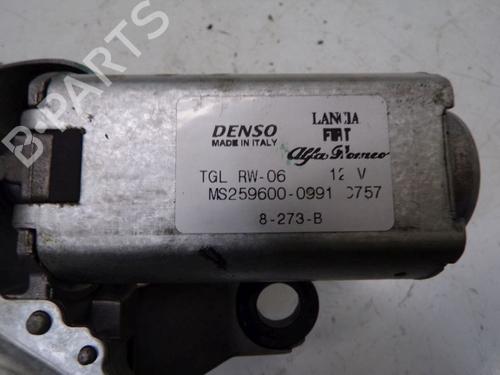 B-PARTS
DENSO
MADE IN ITALY
LANCIA
FIAT
Alfa Romeo
TGL RW-06 12 V
MS259600-0991 C757
8-273-B